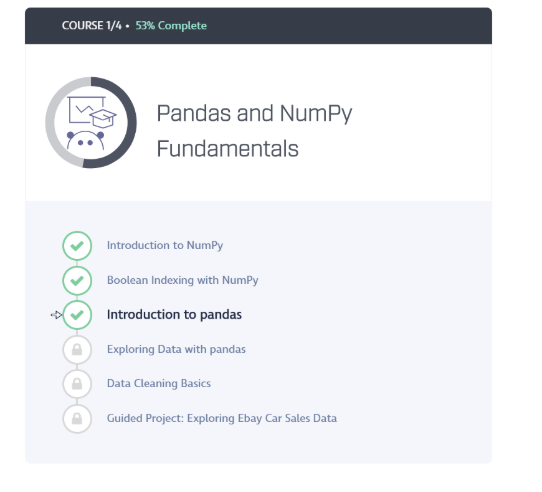 COURSE 1/4 • 53% Complete
Pandas and NumPy
Fundamentals
Introduction to NumPy
Boolean Indexing with NumPy
Introduction to pandas
Exploring Data with pandas
Data Cleaning Basics
Guided Project: Exploring Ebay Car Sales Data